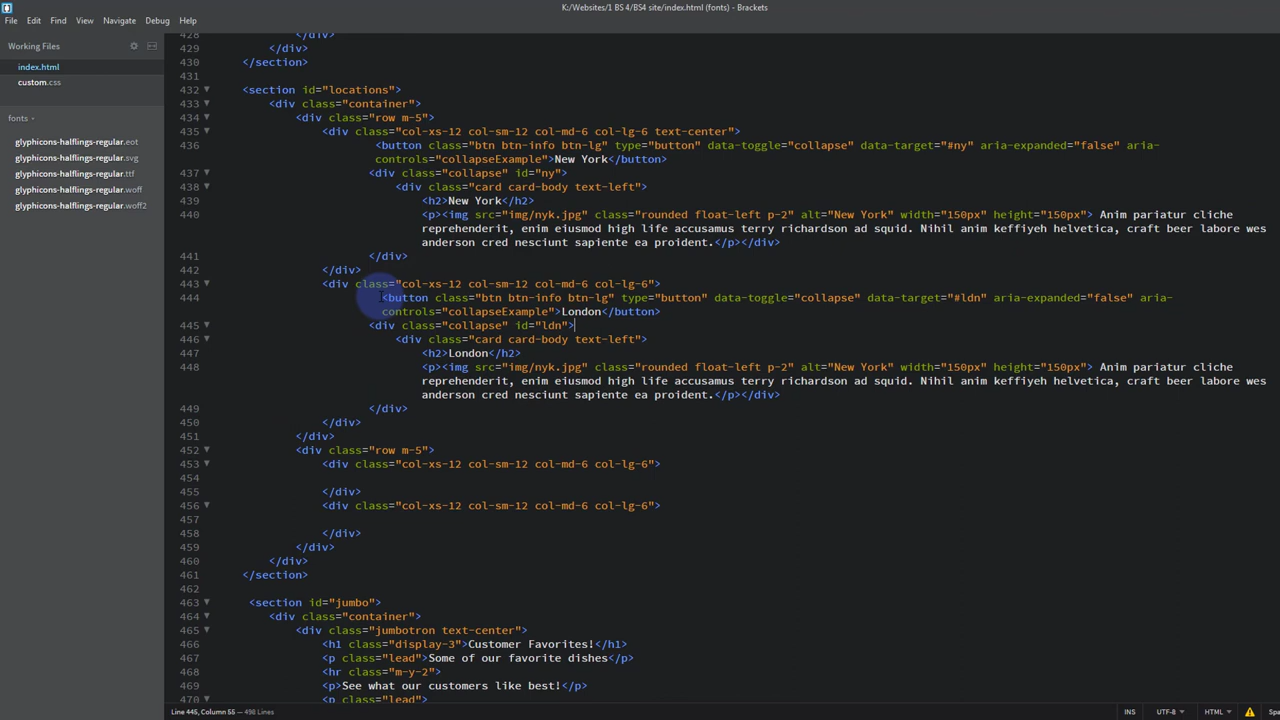 K:/Websites/1 BS 4/BS4 site/index.html (fonts) - Brackets
File Edit Find View Navigate Debug Help
Working Files
index.html
custom.css
fonts
glyphicons-halflings-regular.eot
glyphicons-halflings-regular.svg
glyphicons-halflings-regular.ttf
glyphicons-halflings-regular.woff
glyphicons-halflings-regular.woff2
428 </div>
429 </div>
430 </section>
431
432 <section id="locations">
433 <div class="container">
434 <div class="row m-5">
435 <div class="col-xs-12 col-sm-12 col-md-6 col-lg-6 text-center">
436 <button class="btn btn-info btn-lg" type="button" data-toggle="collapse" data-target="#ny" aria-expanded="false" aria-
controls="collapseExample">New York</button>
437 <div class="collapse" id="ny">
438 <div class="card card-body text-left">
439 <h2>New York</h2>
440 <p><img src="img/nyk.jpg" class="rounded float-left p-2" alt="New York" width="150px" height="150px"> Anim pariatur cliche
reprehenderit, enim eiusmod high life accusamus terry richardson ad squid. Nihil anim keffiyeh helvetica, craft beer labore wes
anderson cred nesciunt sapiente ea proident.</p></div>
441 </div>
442 </div>
443 <div class="col-xs-12 col-sm-12 col-md-6 col-lg-6">
444 <button class="btn btn-info btn-lg" type="button" data-toggle="collapse" data-target="#ldn" aria-expanded="false" aria-
controls="collapseExample">London</button>
445 <div class="collapse" id="ldn">
446 <div class="card card-body text-left">
447 <h2>London</h2>
448 <p><img src="img/nyk.jpg" class="rounded float-left p-2" alt="New York" width="150px" height="150px"> Anim pariatur cliche
reprehenderit, enim eiusmod high life accusamus terry richardson ad squid. Nihil anim keffiyeh helvetica, craft beer labore wes
anderson cred nesciunt sapiente ea proident.</p></div>
449 </div>
450 </div>
451 </div>
452 <div class="row m-5">
453 <div class="col-xs-12 col-sm-12 col-md-6 col-lg-6">
454
455 </div>
456 <div class="col-xs-12 col-sm-12 col-md-6 col-lg-6">
457
458 </div>
459 </div>
460 </div>
461 </section>
462
463 <section id="jumbo">
464 <div class="container">
465 <div class="jumbotron text-center">
466 <h1 class="display-3">Customer Favorites!</h1>
467 <p class="lead">Some of our favorite dishes</p>
468 <hr class="m-y-2">
469 <p>See what our customers like best!</p>
470 <p class="lead">
Line 445, Column 55 — 498 Lines INS UTF-8 HTML